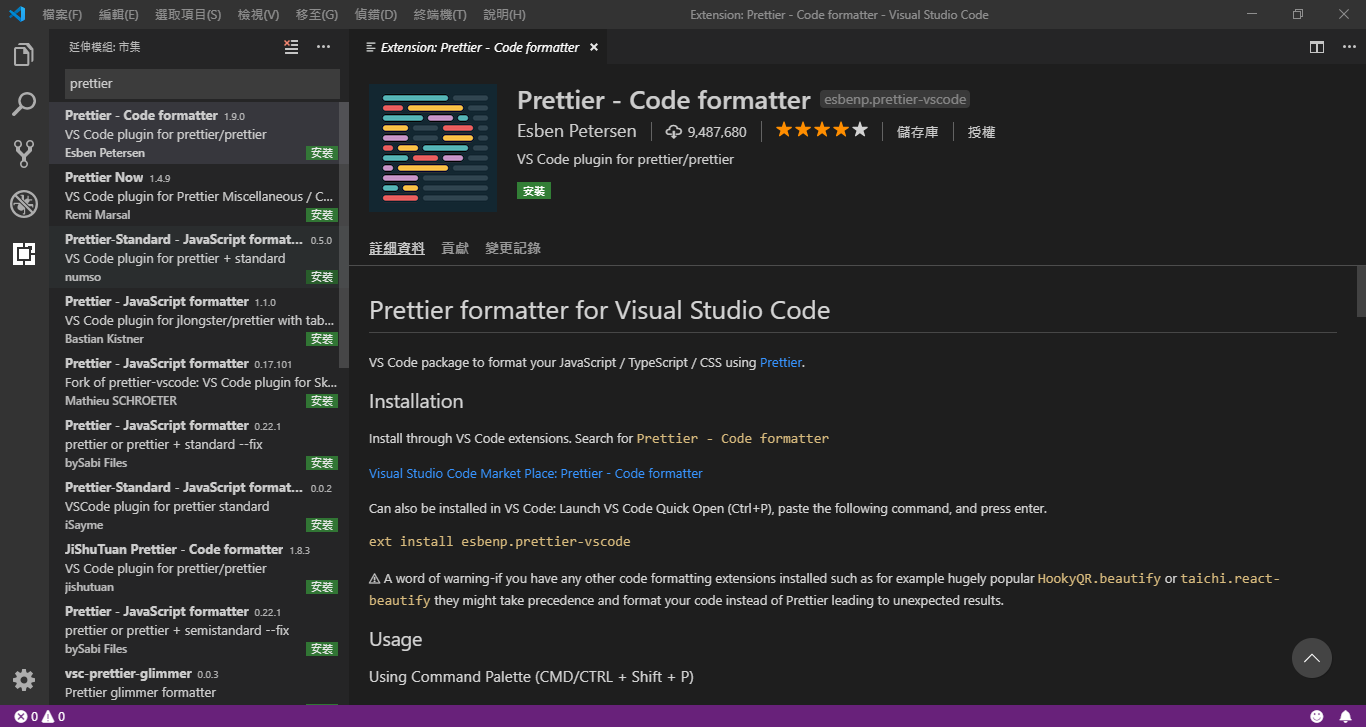 檔案(F) 編輯(E) 選取項目(S) 檢視(V) 移至(G) 偵錯(D) 終端機(T) 說明(H) Extension: Prettier - Code formatter - Visual Studio Code
延伸模組: 市集
prettier
Prettier - Code formatter 1.9.0
VS Code plugin for prettier/prettier
Esben Petersen 安裝
Prettier Now 1.4.9
VS Code plugin for Prettier Miscellaneous / C...
Remi Marsal 安裝
Prettier-Standard - JavaScript format... 0.5.0
VS Code plugin for prettier + standard
numso 安裝
Prettier - JavaScript formatter 1.1.0
VS Code plugin for jlongster/prettier with tab...
Bastian Kistner 安裝
Prettier - JavaScript formatter 0.17.101
Fork of prettier-vscode: VS Code plugin for Sk...
Mathieu SCHROETER 安裝
Prettier - JavaScript formatter 0.22.1
prettier or prettier + standard --fix
bySabi Files 安裝
Prettier-Standard - JavaScript format... 0.0.2
VSCode plugin for prettier standard
iSayme 安裝
JiShuTuan Prettier - Code formatter 1.8.3
VS Code plugin for prettier/prettier
jishutuan 安裝
Prettier - JavaScript formatter 0.22.1
prettier or prettier + semistandard --fix
bySabi Files 安裝
vsc-prettier-glimmer 0.0.3
Prettier glimmer formatter
Extension: Prettier - Code formatter
Prettier - Code formatter esbenp.prettier-vscode
Esben Petersen 9,487,680 儲存庫 授權
VS Code plugin for prettier/prettier
安裝
詳細資料 貢獻 變更記錄
Prettier formatter for Visual Studio Code
VS Code package to format your JavaScript / TypeScript / CSS using Prettier.
Installation
Install through VS Code extensions. Search for Prettier - Code formatter
Visual Studio Code Market Place: Prettier - Code formatter
Can also be installed in VS Code: Launch VS Code Quick Open (Ctrl+P), paste the following command, and press enter.
ext install esbenp.prettier-vscode
⚠ A word of warning-if you have any other code formatting extensions installed such as for example hugely popular HookyQR.beautify or taichi.react-
beautify they might take precedence and format your code instead of Prettier leading to unexpected results.
Usage
Using Command Palette (CMD/CTRL + Shift + P)
0 0